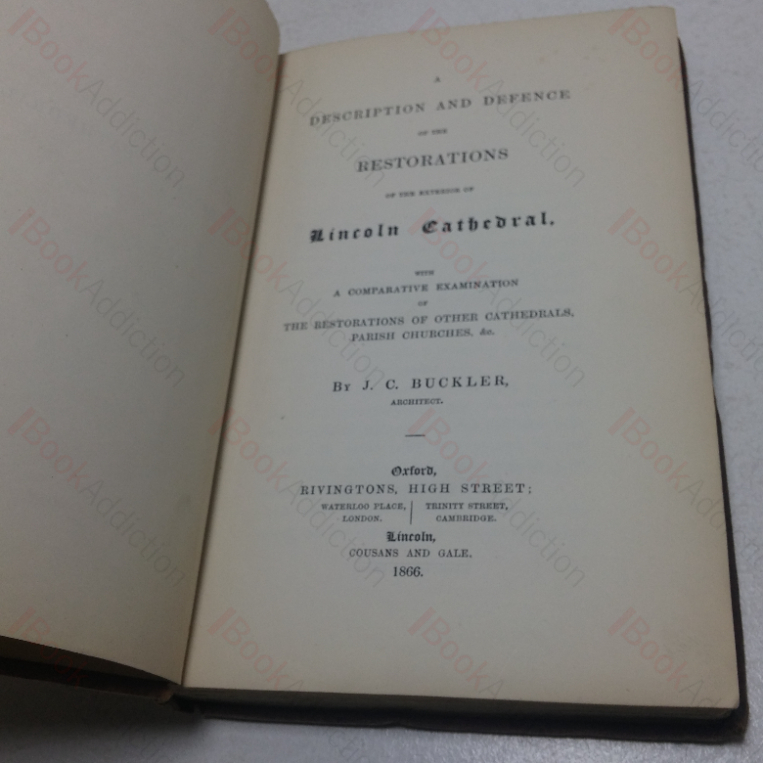 A
DESCRIPTION AND DEFENCE
OF THE
RESTORATIONS
OF THE EXTERIOR OF
Lincoln Cathedral,
WITH
A COMPARATIVE EXAMINATION
OF
THE RESTORATIONS OF OTHER CATHEDRALS,
PARISH CHURCHES, &c.
BY J. C. BUCKLER,
ARCHITECT.
Oxford,
RIVINGTONS, HIGH STREET;
WATERLOO PLACE, LONDON. | TRINITY STREET, CAMBRIDGE.
Lincoln,
COUSANS AND GALE.
1866.
BookAddiction